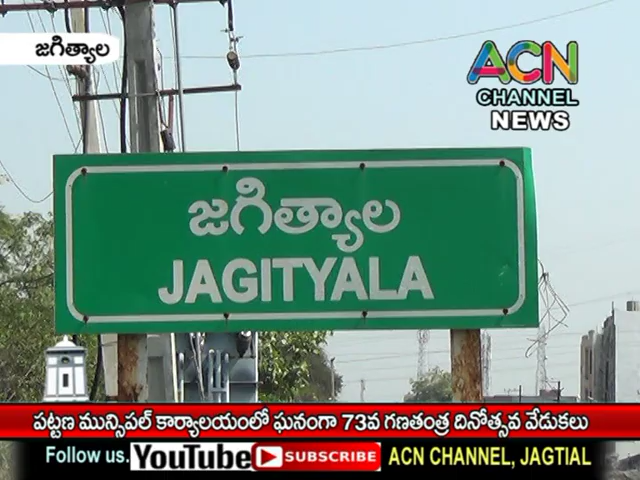 జగిత్యాల
ACN
CHANNEL
NEWS
జగిత్యాల
JAGITYALA
పట్టణ మున్సిపల్ కార్యాలయంలో ఘనంగా 73వ గణతంత్ర దినోత్సవ వేడుకలు
Follow us. YouTube SUBSCRIBE ACN CHANNEL, JAGTIAL